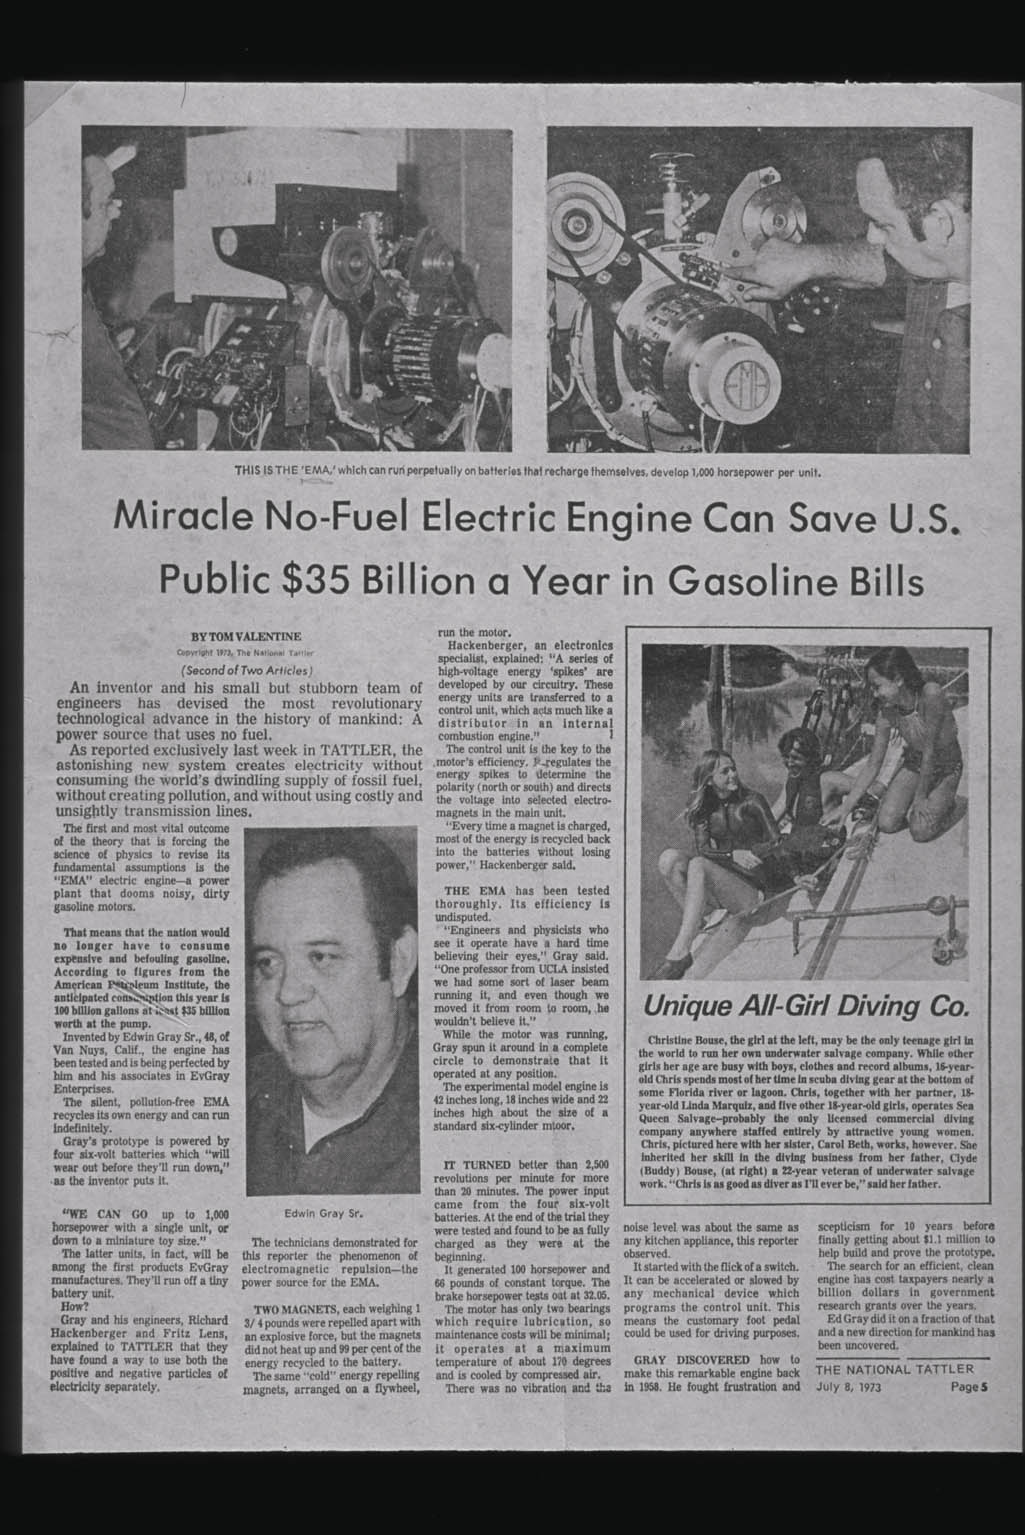 THIS IS THE 'EMA,' which can run perpetually on batteries that recharge themselves, develop 1,000 horsepower per unit.
Miracle No-Fuel Electric Engine Can Save U.S.
Public $35 Billion a Year in Gasoline Bills
BY TOM VALENTINE
Copyright 1973, The National Tattler
(Second of Two Articles)
An inventor and his small but stubborn team of
engineers has devised the most revolutionary
technological advance in the history of mankind: A
power source that uses no fuel.
As reported exclusively last week in TATTLER, the
astonishing new system creates electricity without
consuming the world's dwindling supply of fossil fuel,
without creating pollution, and without using costly and
unsightly transmission lines.
The first and most vital outcome
of the theory that is forcing the
science of physics to revise its
fundamental assumptions is the
"EMA" electric engine—a power
plant that dooms noisy, dirty
gasoline motors.
That means that the nation would
no longer have to consume
expensive and befouling gasoline.
According to figures from the
American Petroleum Institute, the
anticipated consumption this year is
100 billion gallons at least $35 billion
worth at the pump.
Invented by Edwin Gray Sr., 48, of
Van Nuys, Calif., the engine has
been tested and is being perfected by
him and his associates in EvGray
Enterprises.
The silent, pollution-free EMA
recycles its own energy and can run
indefinitely.
Gray's prototype is powered by
four six-volt batteries which "will
wear out before they'll run down,"
as the inventor puts it.
"WE CAN GO up to 1,000
horsepower with a single unit, or
down to a miniature toy size."
The latter units, in fact, will be
among the first products EvGray
manufactures. They'll run off a tiny
battery unit.
How?
Gray and his engineers, Richard
Hackenberger and Fritz Lens,
explained to TATTLER that they
have found a way to use both the
positive and negative particles of
electricity separately.
Edwin Gray Sr.
The technicians demonstrated for
this reporter the phenomenon of
electromagnetic repulsion—the
power source for the EMA.
TWO MAGNETS, each weighing 1
3/4 pounds were repelled apart with
an explosive force, but the magnets
did not heat up and 99 per cent of the
energy recycled to the battery.
The same "cold" energy repelling
magnets, arranged on a flywheel,
run the motor.
Hackenberger, an electronics
specialist, explained: "A series of
high-voltage energy 'spikes' are
developed by our circuitry. These
energy units are transferred to a
control unit, which acts much like a
distributor in an internal
combustion engine."
The control unit is the key to the
motor's efficiency. It regulates the
energy spikes to determine the
polarity (north or south) and directs
the voltage into selected electro-
magnets in the main unit.
"Every time a magnet is charged,
most of the energy is recycled back
into the batteries without losing
power," Hackenberger said.
THE EMA has been tested
thoroughly. Its efficiency is
undisputed.
"Engineers and physicists who
see it operate have a hard time
believing their eyes," Gray said.
"One professor from UCLA insisted
we had some sort of laser beam
running it, and even though we
moved it from room to room, he
wouldn't believe it."
While the motor was running,
Gray spun it around in a complete
circle to demonstrate that it
operated at any position.
The experimental model engine is
42 inches long, 18 inches wide and 22
inches high about the size of a
standard six-cylinder mtoor.
IT TURNED better than 2,500
revolutions per minute for more
than 20 minutes. The power input
came from the four six-volt
batteries. At the end of the trial they
were tested and found to be as fully
charged as they were at the
beginning.
It generated 100 horsepower and
66 pounds of constant torque. The
brake horsepower tests out at 32.05.
The motor has only two bearings
which require lubrication, so
maintenance costs will be minimal;
it operates at a maximum
temperature of about 170 degrees
and is cooled by compressed air.
There was no vibration and the
noise level was about the same as
any kitchen appliance, this reporter
observed.
It started with the flick of a switch.
It can be accelerated or slowed by
any mechanical device which
programs the control unit. This
means the customary foot pedal
could be used for driving purposes.
GRAY DISCOVERED how to
make this remarkable engine back
in 1958. He fought frustration and
scepticism for 10 years before
finally getting about $1.1 million to
help build and prove the prototype.
The search for an efficient, clean
engine has cost taxpayers nearly a
billion dollars in government
research grants over the years.
Ed Gray did it on a fraction of that
and a new direction for mankind has
been uncovered.
Unique All-Girl Diving Co.
Christine Bouse, the girl at the left, may be the only teenage girl in
the world to run her own underwater salvage company. While other
girls her age are busy with boys, clothes and record albums, 16-year-
old Chris spends most of her time in scuba diving gear at the bottom of
some Florida river or lagoon. Chris, together with her partner, 18-
year-old Linda Marquiz, and five other 18-year-old girls, operates Sea
Queen Salvage—probably the only licensed commercial diving
company anywhere staffed entirely by attractive young women.
Chris, pictured here with her sister, Carol Beth, works, however. She
inherited her skill in the diving business from her father, Clyde
(Buddy) Bouse, (at right) a 22-year veteran of underwater salvage
work. "Chris is as good as diver as I'll ever be," said her father.
THE NATIONAL TATTLER
July 8, 1973 Page 5
EMA